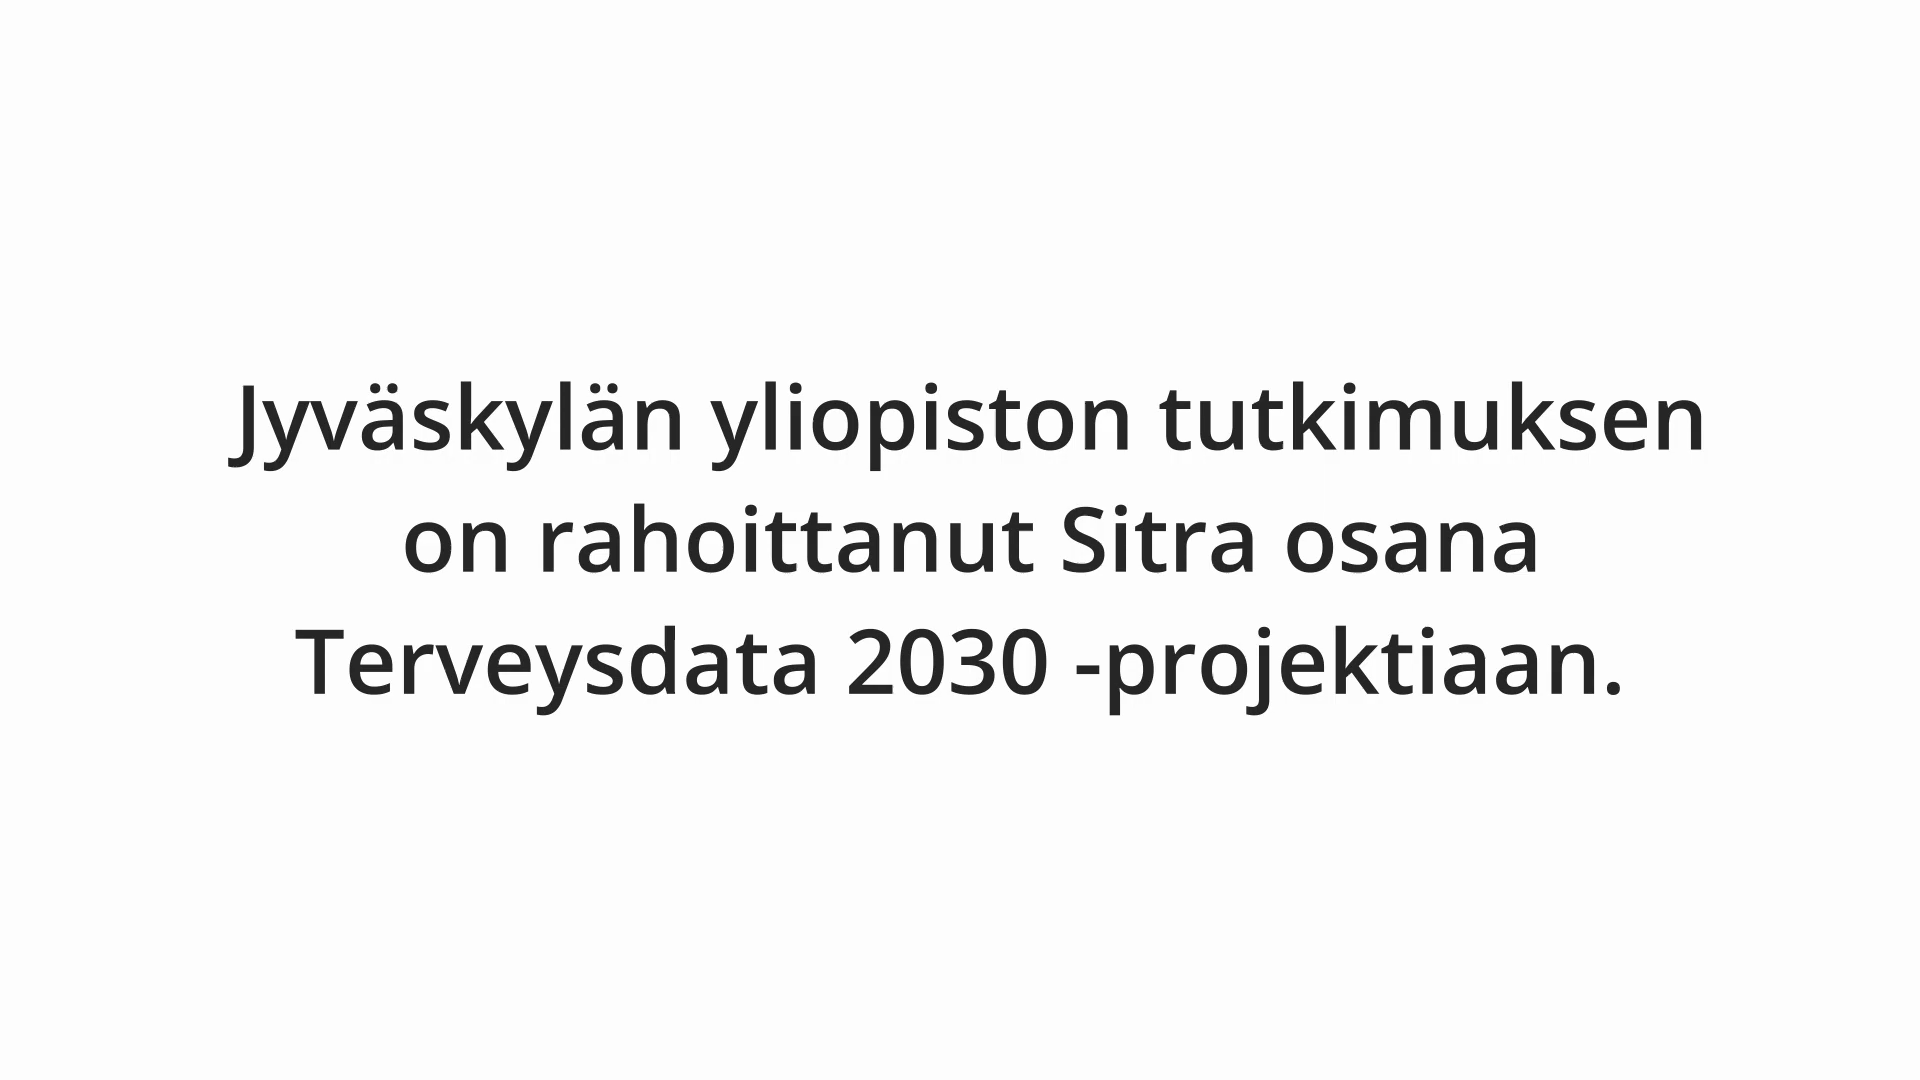 Jyväskylän yliopiston tutkimuksen
on rahoittanut Sitra osana
Terveysdata 2030 -projektiaan.